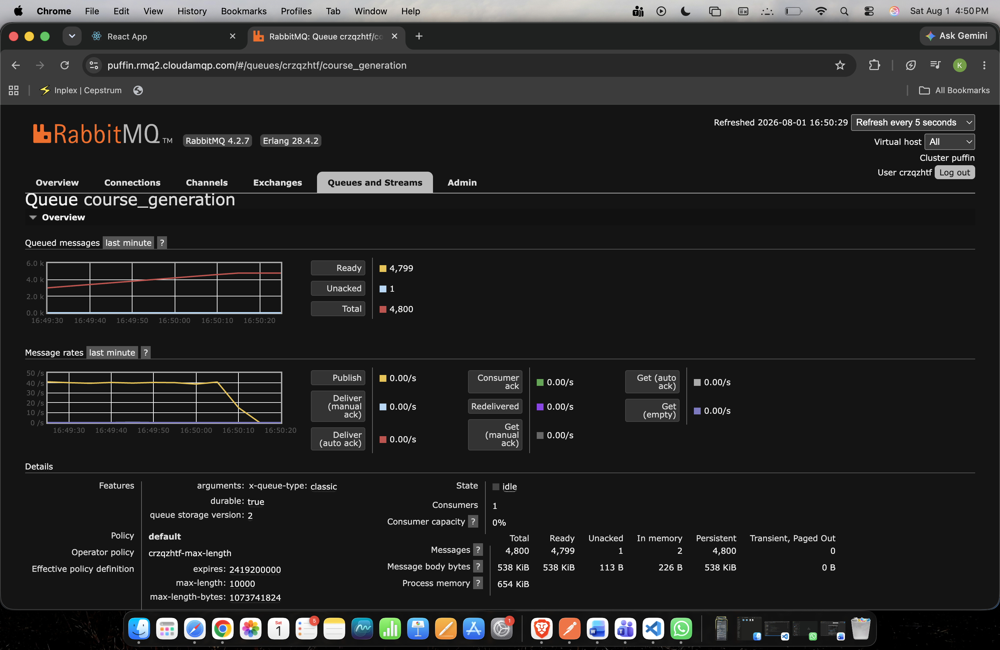 Chrome File Edit View History Bookmarks Profiles Tab Window Help Sat Aug 1 4:50 PM
React App RabbitMQ: Queue crzqzhtf/co Ask Gemini
puffin.rmq2.cloudamqp.com/#/queues/crzqzhtf/course_generation K
Inplex | Cepstrum All Bookmarks
Refreshed 2026-08-01 16:50:29 Refresh every 5 seconds
RabbitMQ TM RabbitMQ 4.2.7 Erlang 28.4.2
Virtual host All
Cluster puffin
User crzqzhtf Log out
Overview Connections Channels Exchanges Queues and Streams Admin
Queue course_generation
Overview
Queued messages last minute ?
6.0 k
4.0 k
2.0 k
0.0 k
16:49:30 16:49:40 16:49:50 16:50:00 16:50:10 16:50:20
Ready 4,799
Unacked 1
Total 4,800
Message rates last minute ?
50 /s
40 /s
30 /s
20 /s
10 /s
0 /s
16:49:30 16:49:40 16:49:50 16:50:00 16:50:10 16:50:20
Publish 0.00/s
Deliver
(manual
ack) 0.00/s
Deliver
(auto ack) 0.00/s
Consumer
ack 0.00/s
Redelivered 0.00/s
Get
(manual
ack) 0.00/s
Get (auto
ack) 0.00/s
Get
(empty) 0.00/s
Details
Features arguments: x-queue-type: classic
durable: true
queue storage version: 2
Policy default
Operator policy crzqzhtf-max-length
Effective policy definition expires: 2419200000
max-length: 10000
max-length-bytes: 1073741824
State idle
Consumers 1
Consumer capacity ? 0%
Total Ready Unacked In memory Persistent Transient, Paged Out
Messages ? 4,800 4,799 1 2 4,800 0
Message body bytes ? 538 KiB 538 KiB 113 B 226 B 538 KiB 0 B
Process memory ? 654 KiB
Sat
1
5
1
W
T